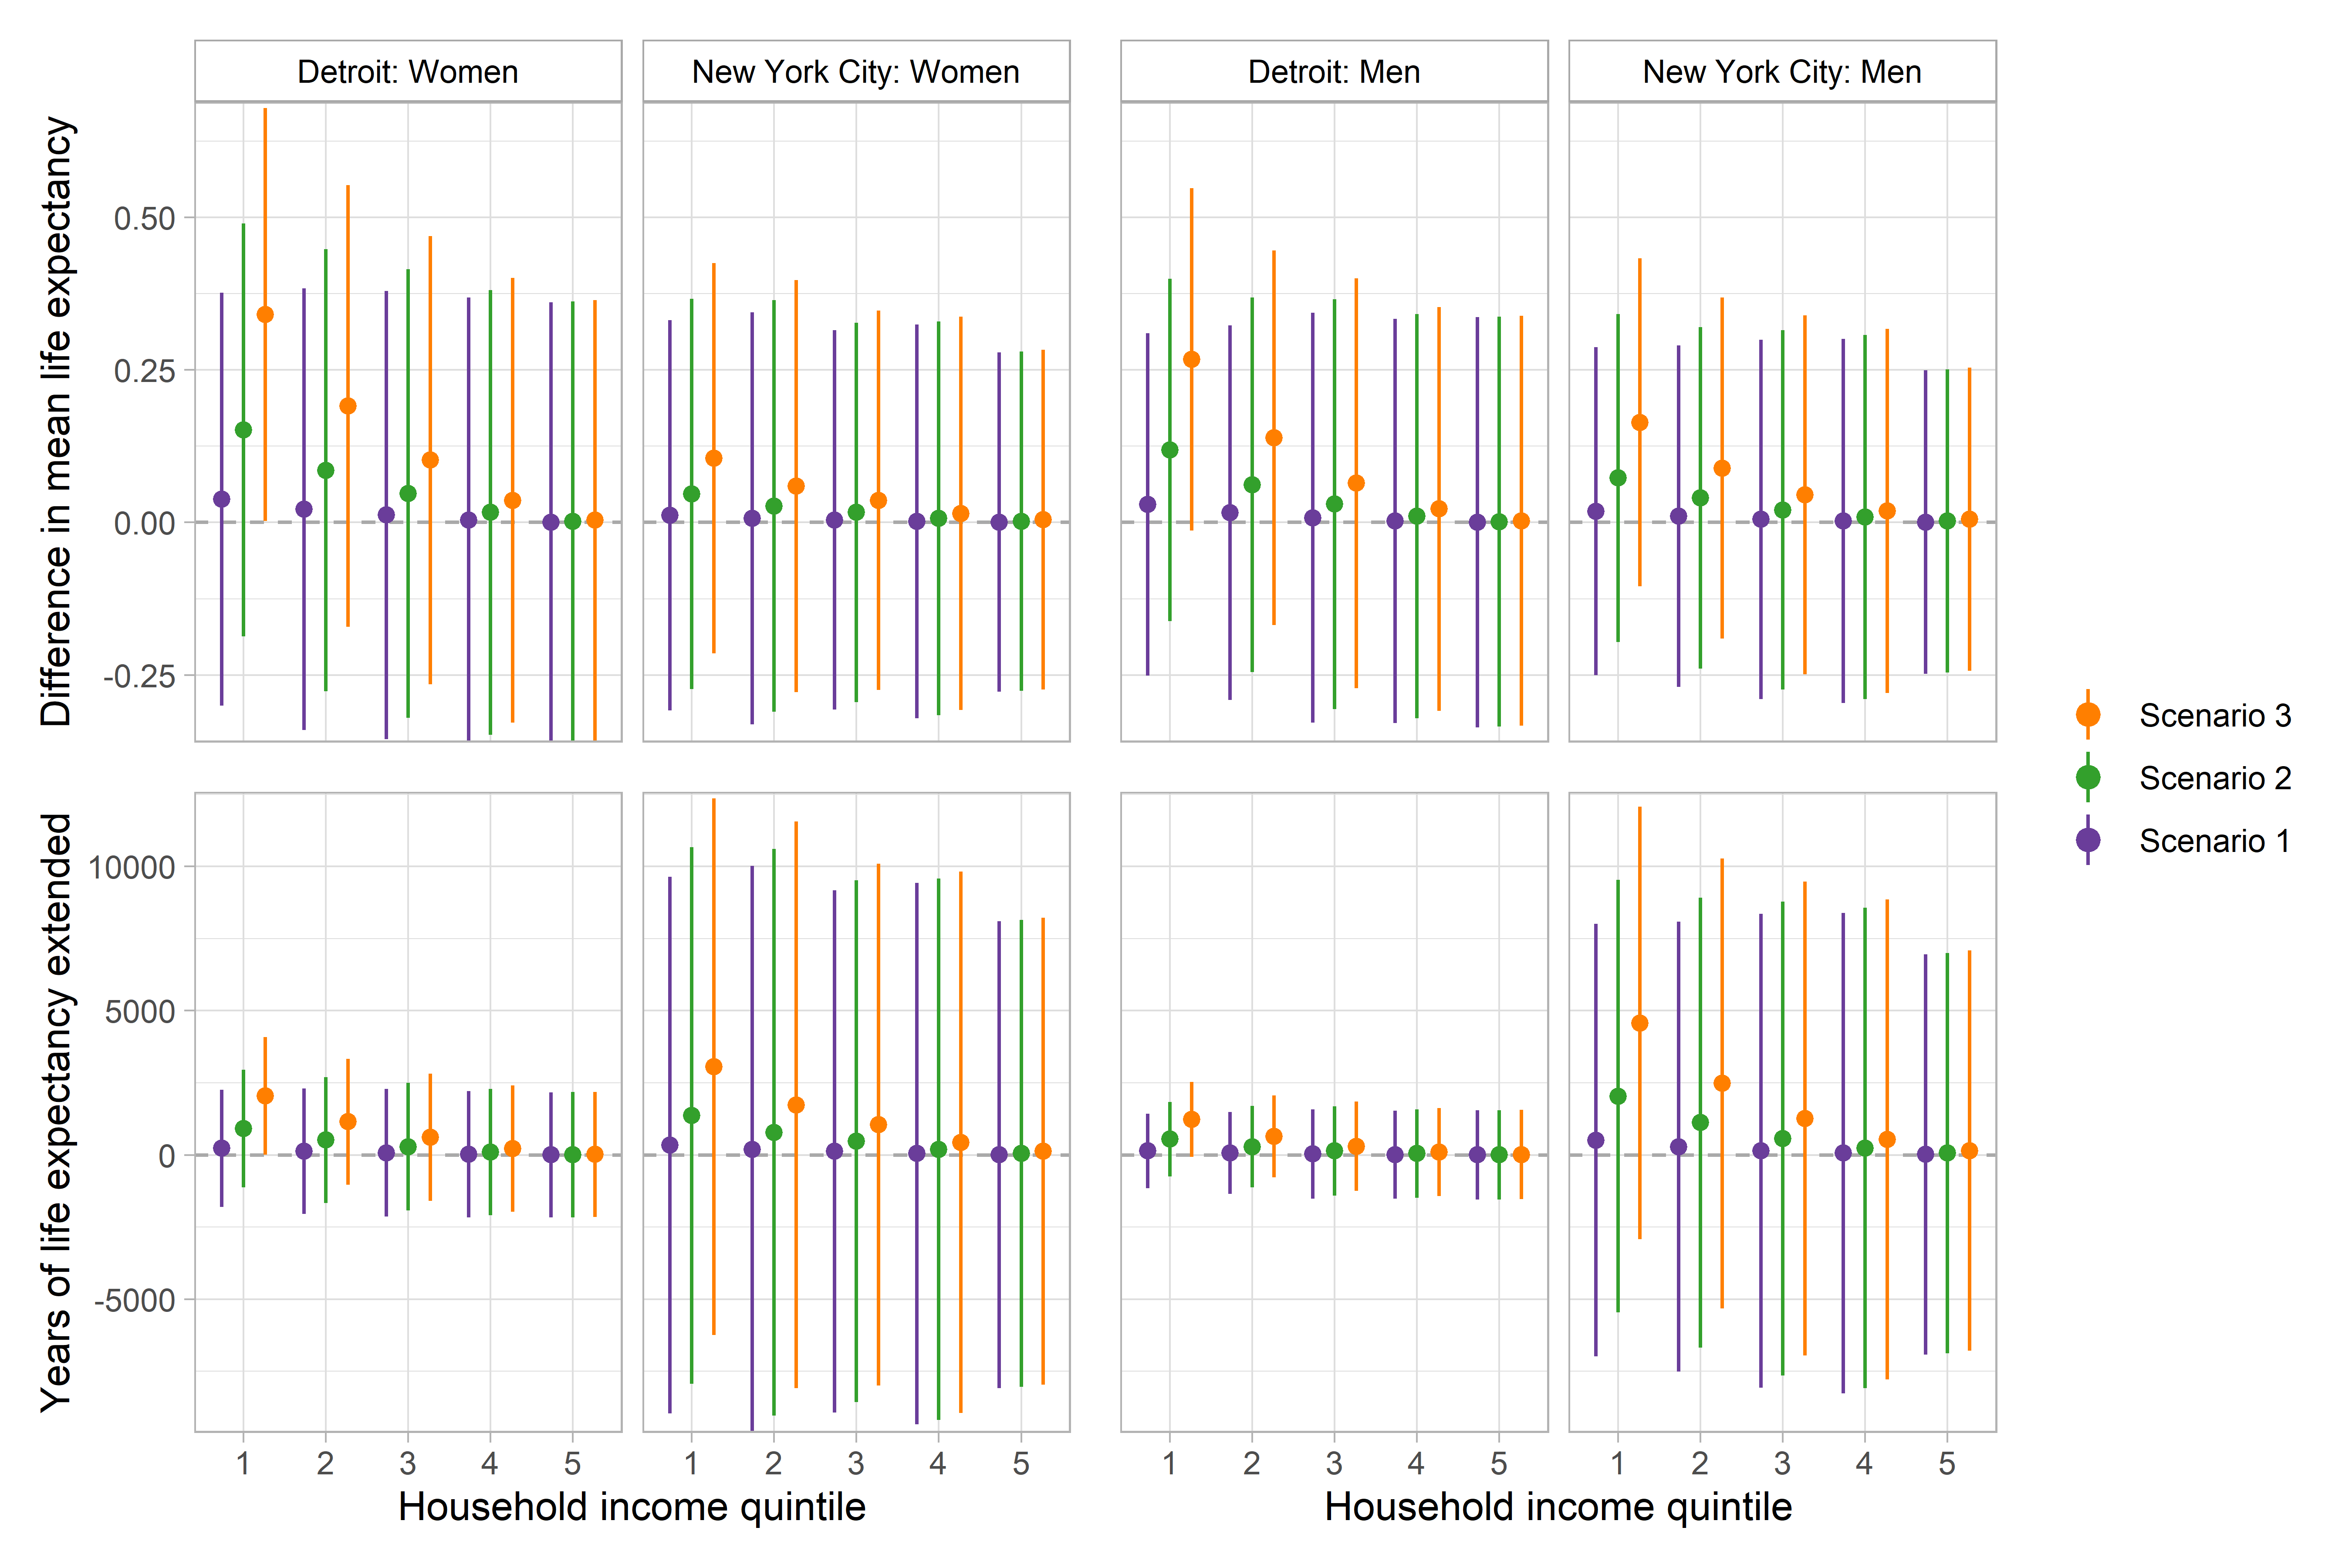 Detroit: Women
New York City: Women
Detroit: Men
New York City: Men
Difference in mean life expectancy
0.50
0.25
0.00
-0.25
Scenario 3
Scenario 2
Scenario 1
Years of life expectancy extended
10000
5000
0
-5000
1 2 3 4 5
1 2 3 4 5
1 2 3 4 5
1 2 3 4 5
Household income quintile
Household income quintile